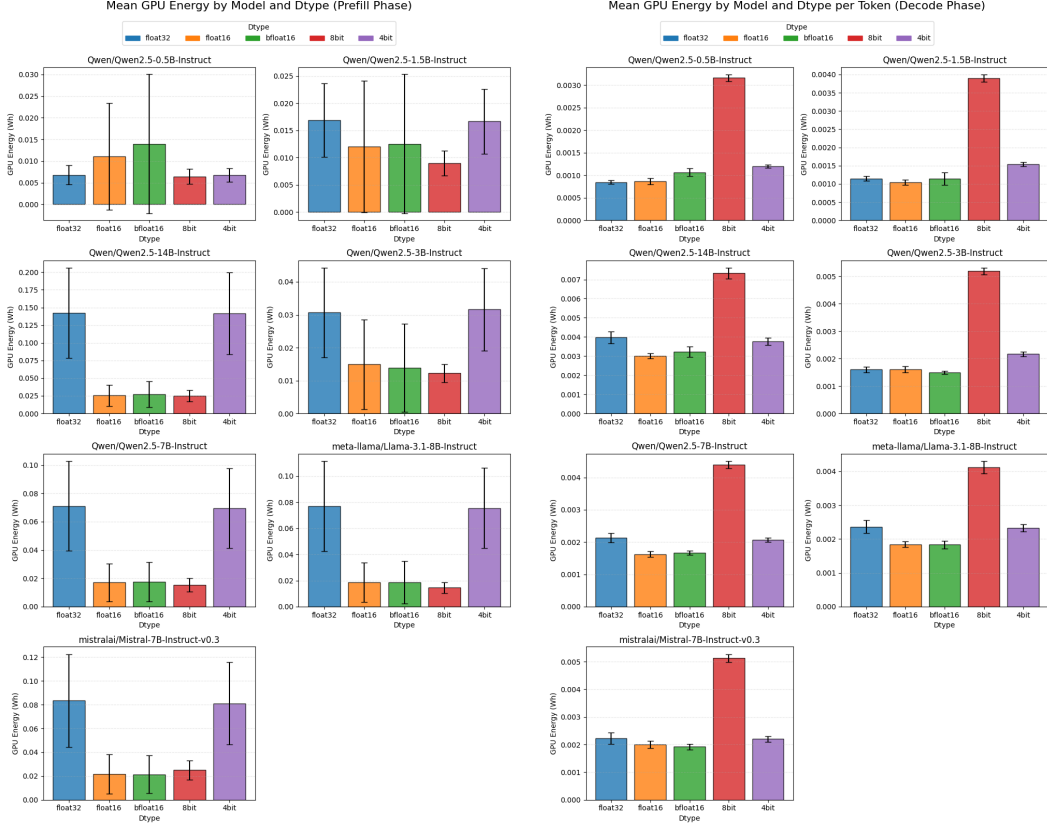 Mean GPU Energy by Model and Dtype (Prefill Phase)
Dtype
float32 float16 bfloat16 8bit 4bit
Qwen/Qwen2.5-0.5B-Instruct
GPU Energy (Wh)
0.030
0.025
0.020
0.015
0.010
0.005
0.000
float32 float16 bfloat16 8bit 4bit
Dtype
Qwen/Qwen2.5-1.5B-Instruct
GPU Energy (Wh)
0.025
0.020
0.015
0.010
0.005
0.000
float32 float16 bfloat16 8bit 4bit
Dtype
Qwen/Qwen2.5-14B-Instruct
GPU Energy (Wh)
0.200
0.175
0.150
0.125
0.100
0.075
0.050
0.025
0.000
float32 float16 bfloat16 8bit 4bit
Dtype
Qwen/Qwen2.5-3B-Instruct
GPU Energy (Wh)
0.04
0.03
0.02
0.01
0.00
float32 float16 bfloat16 8bit 4bit
Dtype
Qwen/Qwen2.5-7B-Instruct
GPU Energy (Wh)
0.10
0.08
0.06
0.04
0.02
0.00
float32 float16 bfloat16 8bit 4bit
Dtype
meta-llama/Llama-3.1-8B-Instruct
GPU Energy (Wh)
0.10
0.08
0.06
0.04
0.02
0.00
float32 float16 bfloat16 8bit 4bit
Dtype
mistralai/Mistral-7B-Instruct-v0.3
GPU Energy (Wh)
0.12
0.10
0.08
0.06
0.04
0.02
0.00
float32 float16 bfloat16 8bit 4bit
Dtype
Mean GPU Energy by Model and Dtype per Token (Decode Phase)
Dtype
float32 float16 bfloat16 8bit 4bit
Qwen/Qwen2.5-0.5B-Instruct
GPU Energy (Wh)
0.0030
0.0025
0.0020
0.0015
0.0010
0.0005
0.0000
float32 float16 bfloat16 8bit 4bit
Dtype
Qwen/Qwen2.5-1.5B-Instruct
GPU Energy (Wh)
0.0040
0.0035
0.0030
0.0025
0.0020
0.0015
0.0010
0.0005
0.0000
float32 float16 bfloat16 8bit 4bit
Dtype
Qwen/Qwen2.5-14B-Instruct
GPU Energy (Wh)
0.007
0.006
0.005
0.004
0.003
0.002
0.001
0.000
float32 float16 bfloat16 8bit 4bit
Dtype
Qwen/Qwen2.5-3B-Instruct
GPU Energy (Wh)
0.005
0.004
0.003
0.002
0.001
0.000
float32 float16 bfloat16 8bit 4bit
Dtype
Qwen/Qwen2.5-7B-Instruct
GPU Energy (Wh)
0.004
0.003
0.002
0.001
0.000
float32 float16 bfloat16 8bit 4bit
Dtype
meta-llama/Llama-3.1-8B-Instruct
GPU Energy (Wh)
0.004
0.003
0.002
0.001
0.000
float32 float16 bfloat16 8bit 4bit
Dtype
mistralai/Mistral-7B-Instruct-v0.3
GPU Energy (Wh)
0.005
0.004
0.003
0.002
0.001
0.000
float32 float16 bfloat16 8bit 4bit
Dtype